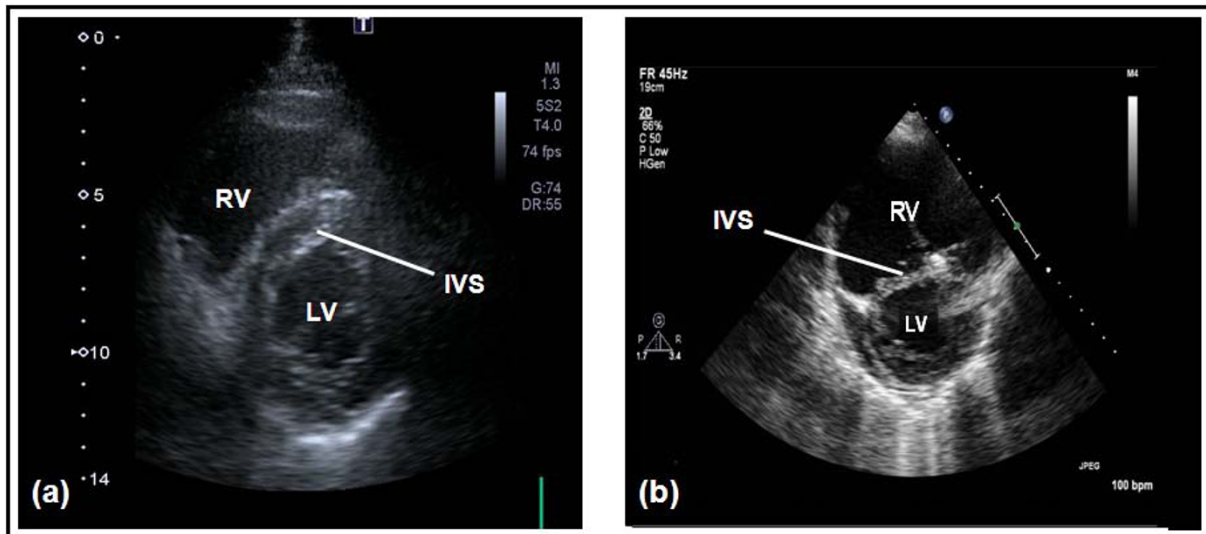 T
0
MI
1.3
5S2
T4.0
74 fps
5
G:74
DR:55
RV
IVS
LV
10
14
(a)
FR 45Hz
19cm
M4
2D
66%
C 50
P Low
HGen
RV
IVS
LV
G
P R
1.7 3.4
JPEG
100 bpm
(b)